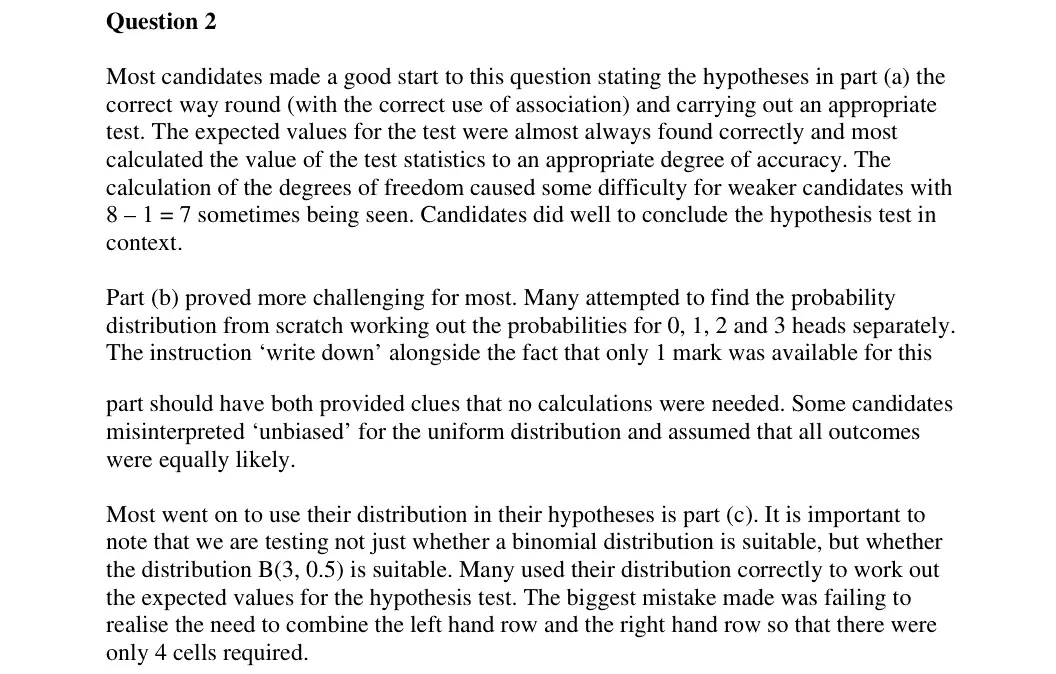 Question 2
Most candidates made a good start to this question stating the hypotheses in part (a) the
correct way round (with the correct use of association) and carrying out an appropriate
test. The expected values for the test were almost always found correctly and most
calculated the value of the test statistics to an appropriate degree of accuracy. The
calculation of the degrees of freedom caused some difficulty for weaker candidates with
8 – 1 = 7 sometimes being seen. Candidates did well to conclude the hypothesis test in
context.
Part (b) proved more challenging for most. Many attempted to find the probability
distribution from scratch working out the probabilities for 0, 1, 2 and 3 heads separately.
The instruction ‘write down’ alongside the fact that only 1 mark was available for this
part should have both provided clues that no calculations were needed. Some candidates
misinterpreted ‘unbiased’ for the uniform distribution and assumed that all outcomes
were equally likely.
Most went on to use their distribution in their hypotheses is part (c). It is important to
note that we are testing not just whether a binomial distribution is suitable, but whether
the distribution B(3, 0.5) is suitable. Many used their distribution correctly to work out
the expected values for the hypothesis test. The biggest mistake made was failing to
realise the need to combine the left hand row and the right hand row so that there were
only 4 cells required.